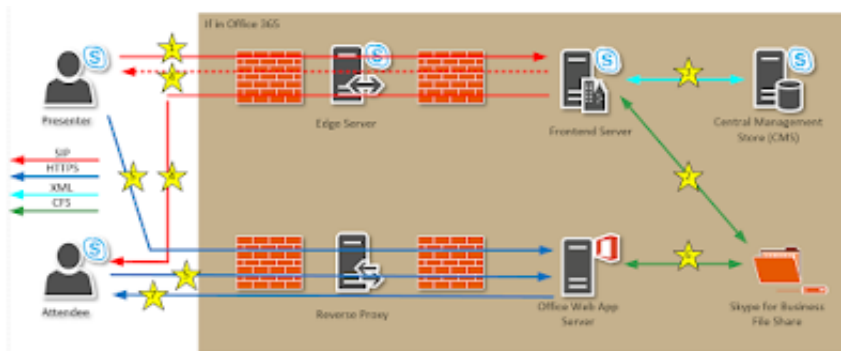 If in Office 365
Presenter
Edge Server
Frontend Server
Central Management
Store (CMS)
SIP
HTTPS
XML
CFS
Attendee
Reverse Proxy
Office Web App
Server
Skype for Business
File Share